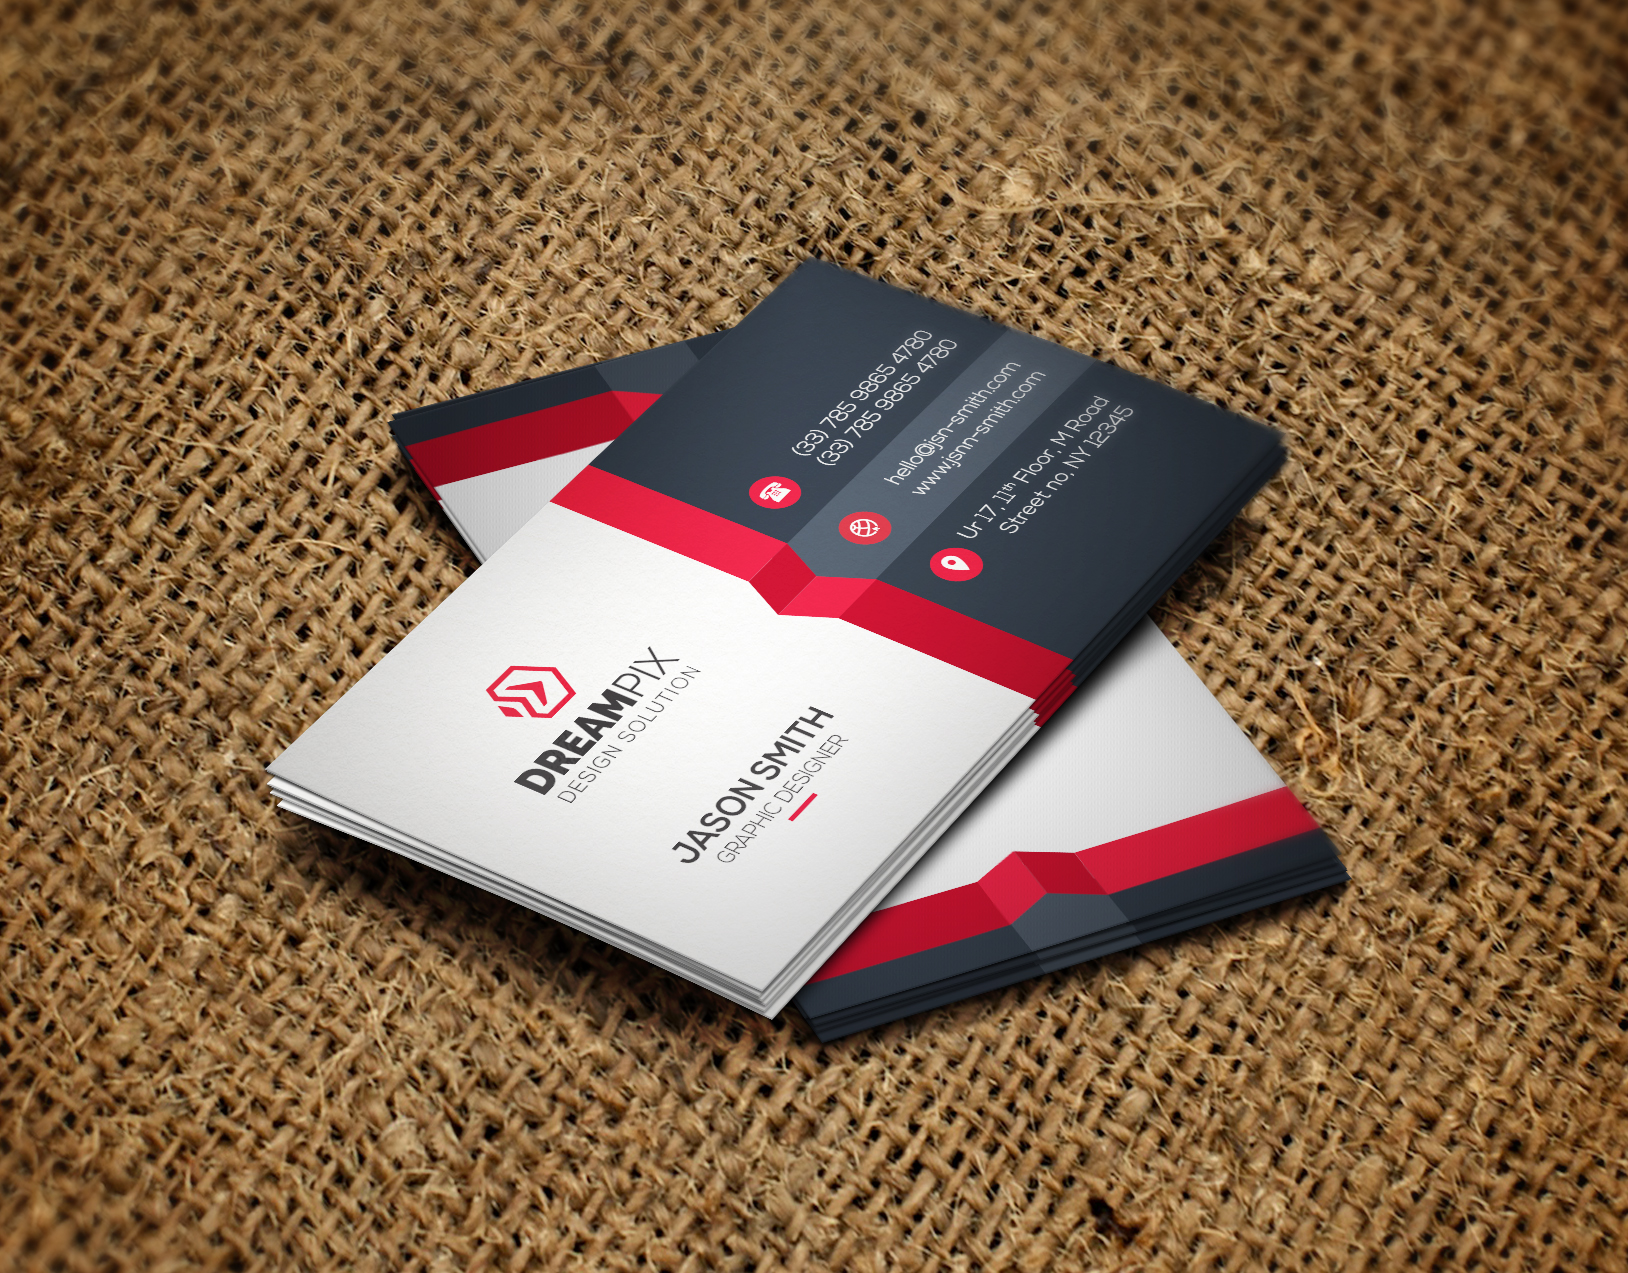 DREAMPIX
DESIGN SOLUTION
JASON SMITH
GRAPHIC DESIGNER
(33) 785 9865 4780
(33) 785 9865 4780
hello@jsn-smith.com
www.jsnn-smith.com
Ur 17, 11th Floor, M Road
Street no, NY 12345